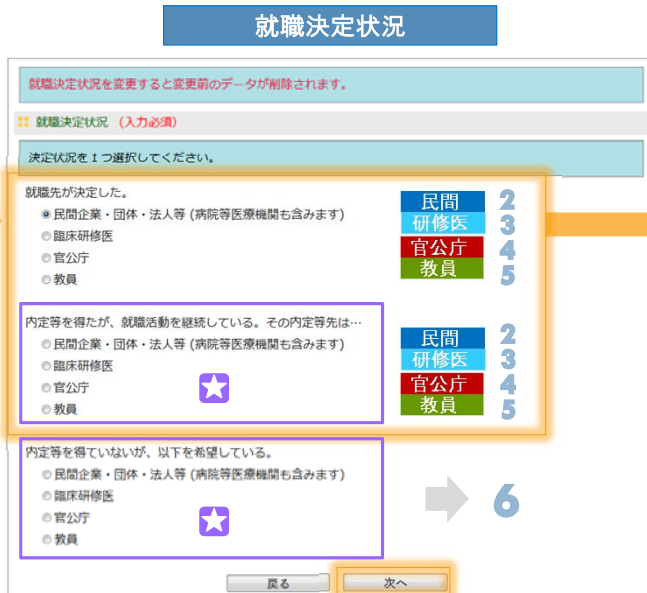 就職決定状況
就職決定状況を変更すると変更前のデータが削除されます。
就職決定状況 (入力必須)
決定状況を1つ選択してください。
就職先が決定した。
民間企業・団体・法人等 (病院等医療機関も含みます)
臨床研修医
官公庁
教員
民間 2
研修医 3
官公庁 4
教員 5
内定等を得たが、就職活動を継続している。その内定等先は…
民間企業・団体・法人等 (病院等医療機関も含みます)
臨床研修医
官公庁
教員
民間 2
研修医 3
官公庁 4
教員 5
内定等を得ていないが、以下を希望している。
民間企業・団体・法人等 (病院等医療機関も含みます)
臨床研修医
官公庁
教員
6
戻る 次へ